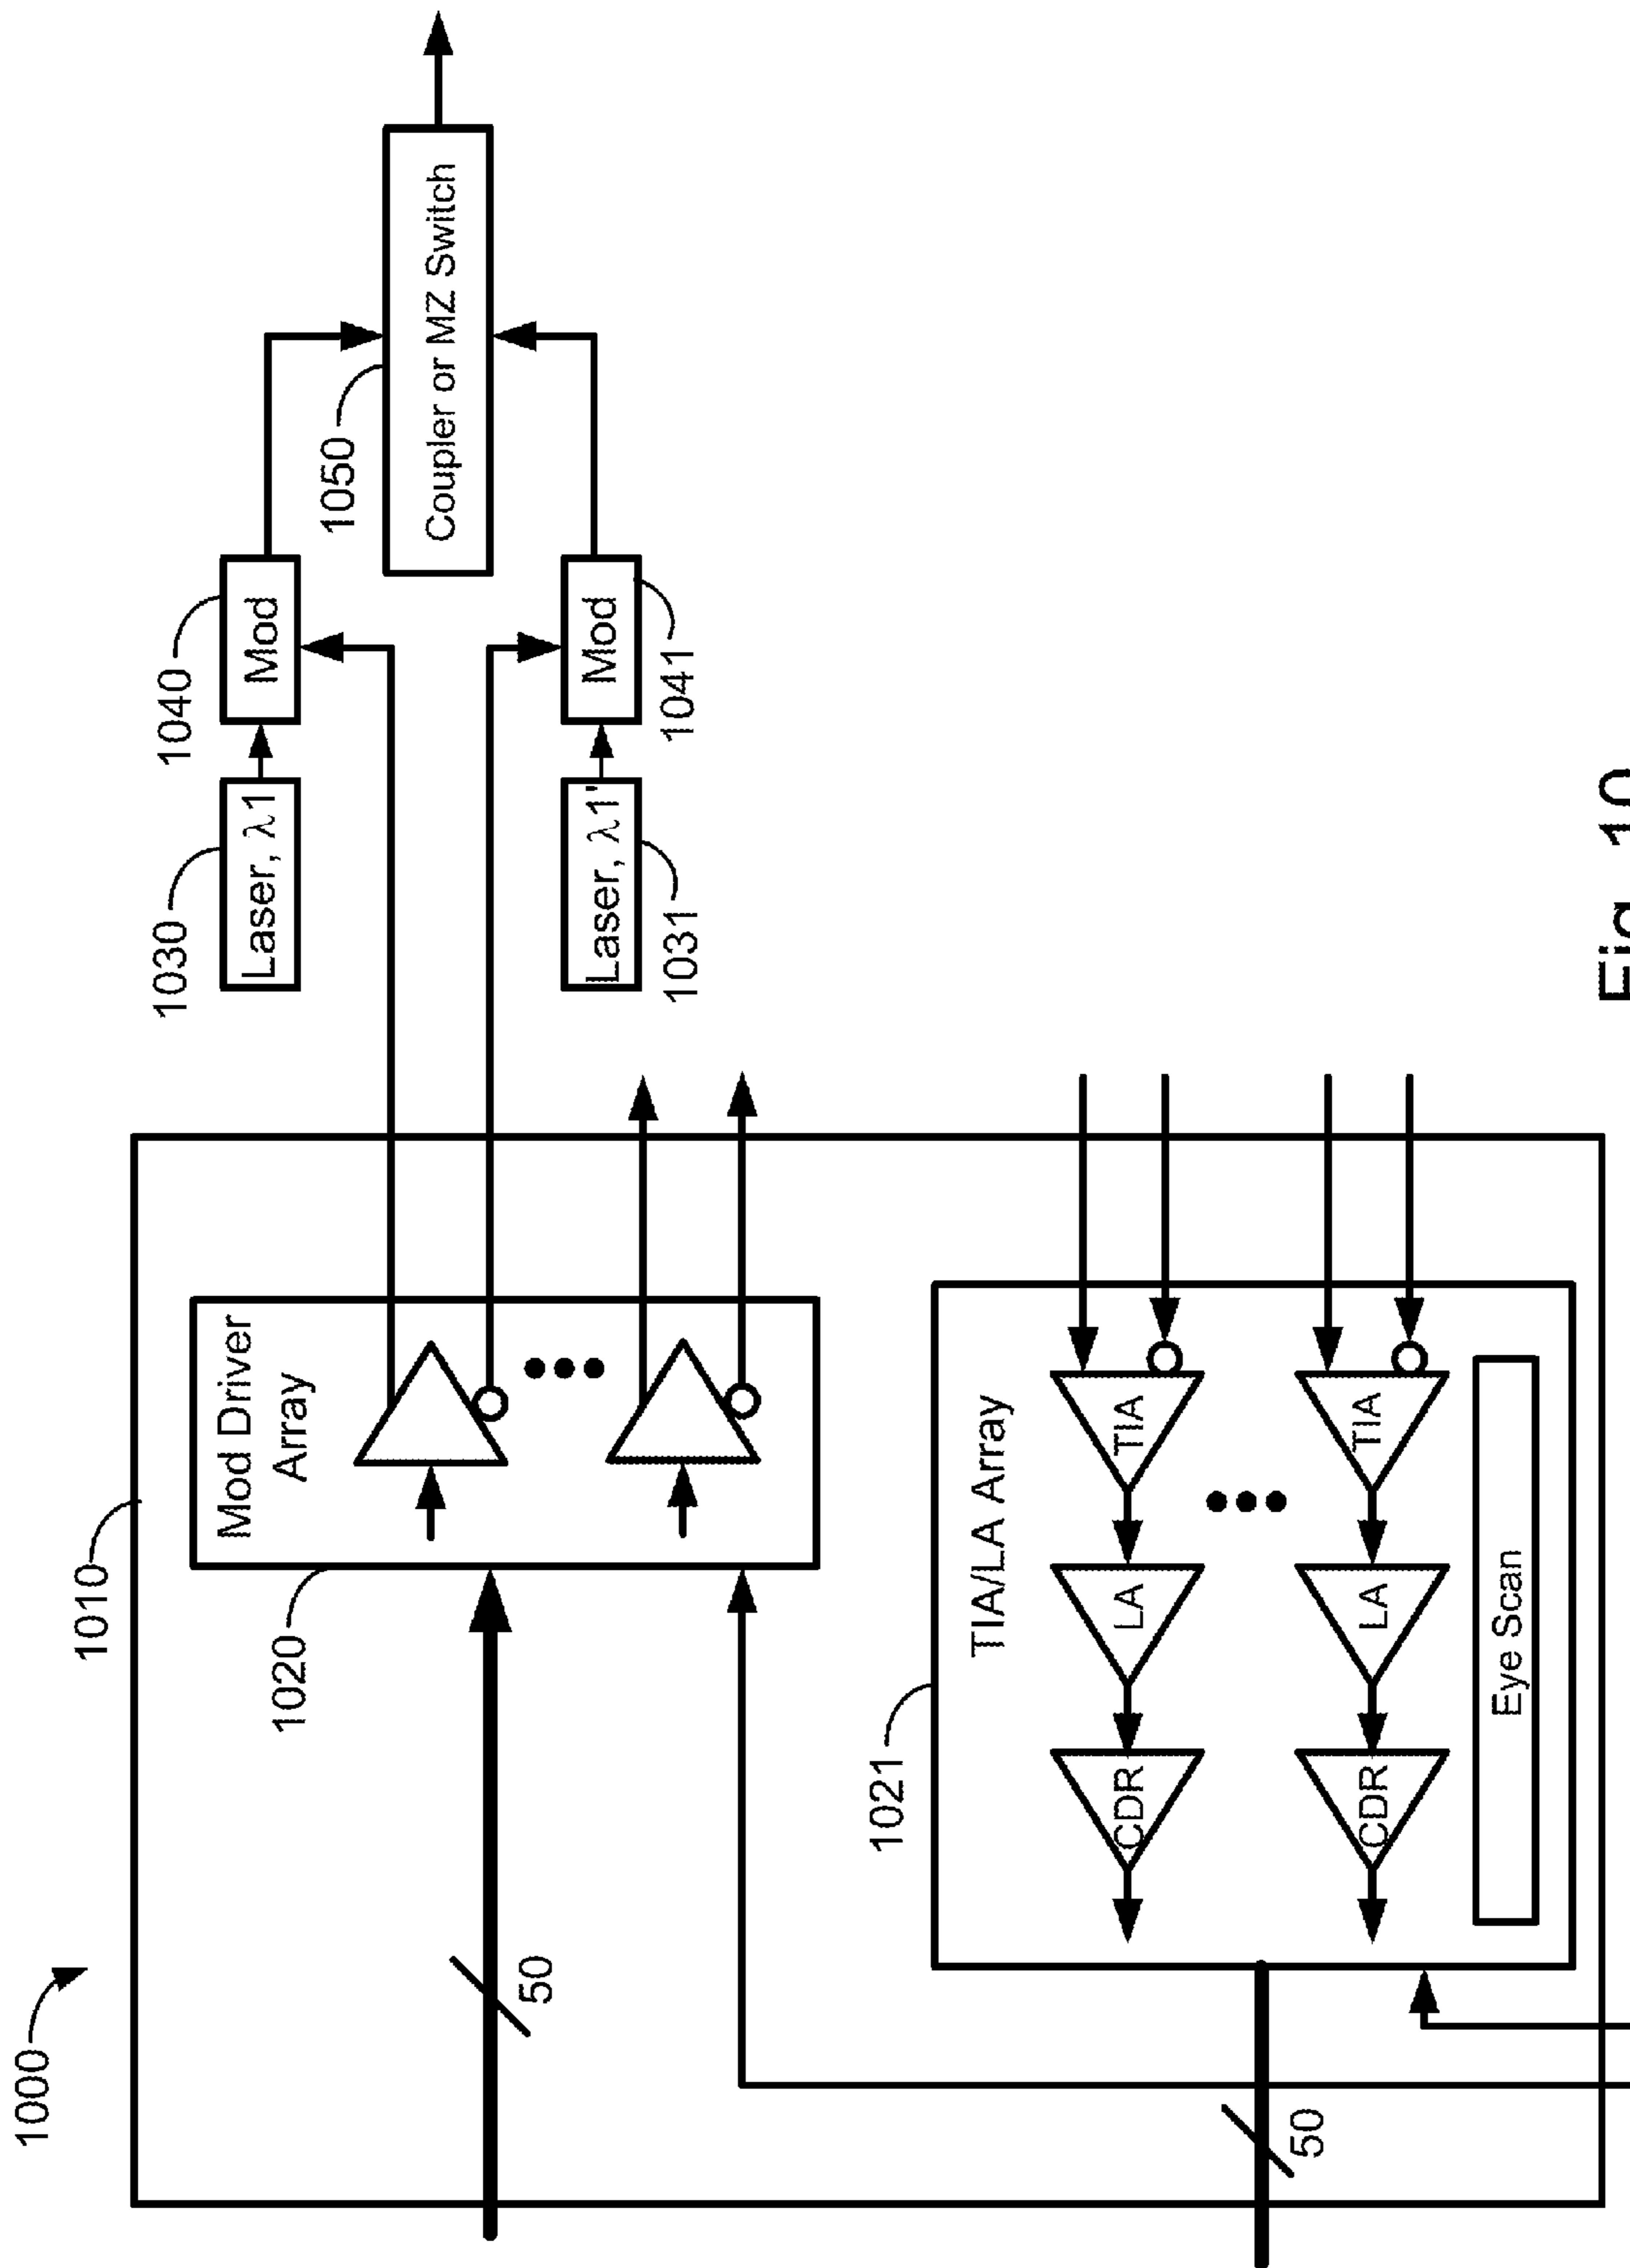 1000
1010
1020
Mod Driver
Array
50
1030
Laser, λ1
1040
Mod
1050
Coupler or MZ Switch
Laser, λ1'
1031
Mod
1041
1021
TIA/LA Array
CDR
LA
TIA
CDR
LA
TIA
Eye Scan
50
Fig. 10